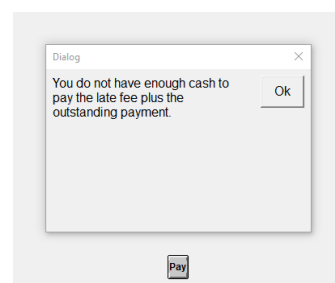 Dialog
You do not have enough cash to
pay the late fee plus the
outstanding payment.
Ok
Pay